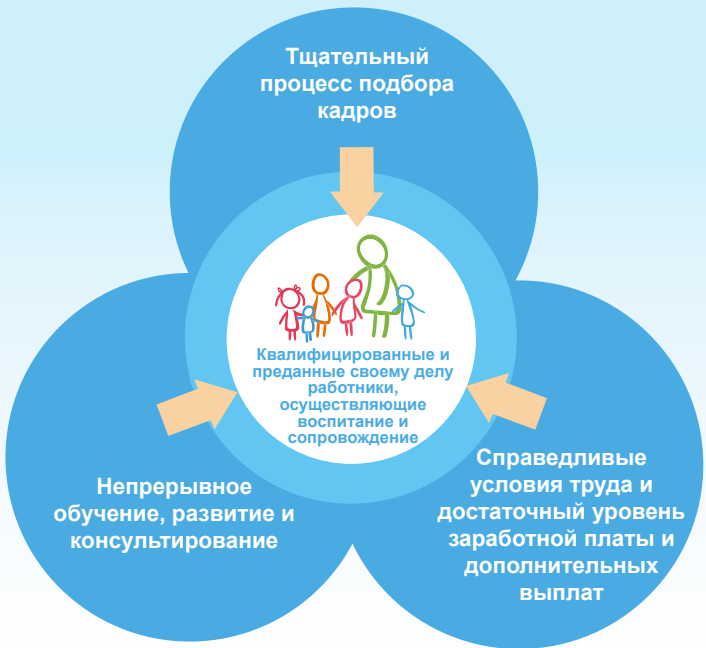 Тщательный
процесс подбора
кадров
Квалифицированные и
преданные своему делу
работники,
осуществляющие
воспитание и
сопровождение
Непрерывное
обучение, развитие и
консультирование
Справедливые
условия труда и
достаточный уровень
заработной платы и
дополнительных
выплат